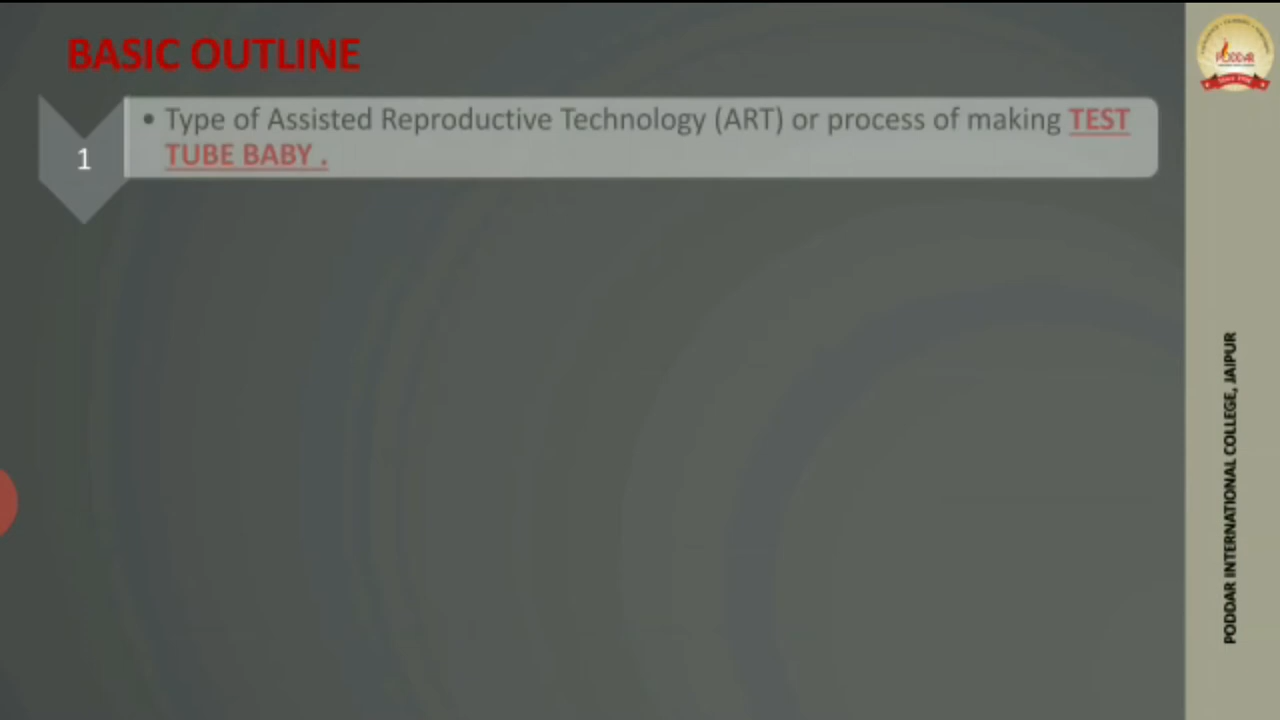 BASIC OUTLINE
1
• Type of Assisted Reproductive Technology (ART) or process of making TEST
TUBE BABY .
PODDAR
PODDAR INTERNATIONAL COLLEGE, JAIPUR